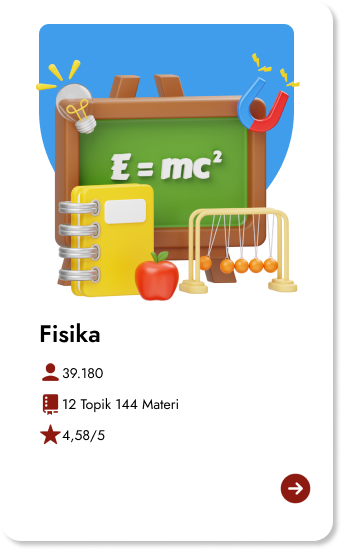 E = mc²
Fisika
39.180
12 Topik 144 Materi
4,58/5